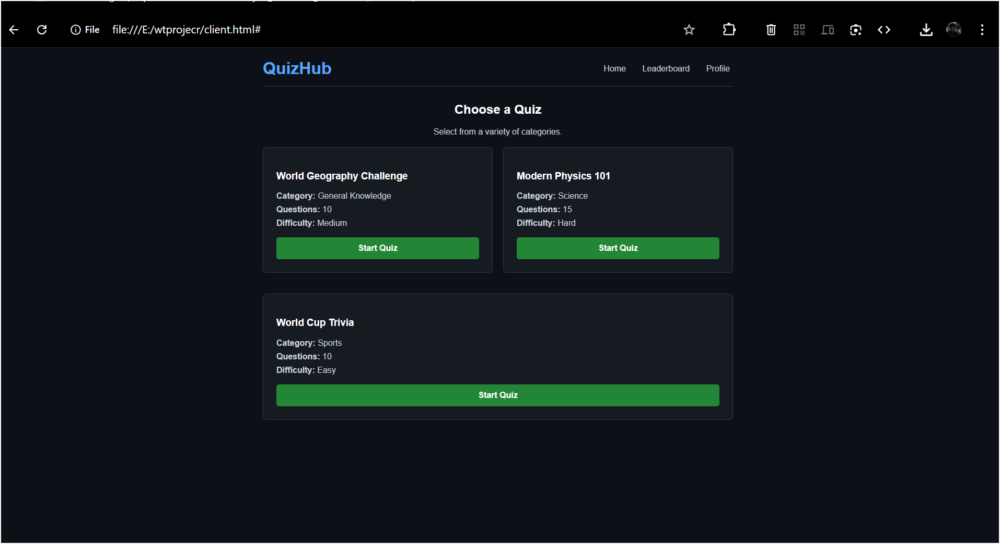 File file:///E:/wtprojecr/client.html#
QuizHub
Home Leaderboard Profile
Choose a Quiz
Select from a variety of categories.
World Geography Challenge
Category: General Knowledge
Questions: 10
Difficulty: Medium
Start Quiz
Modern Physics 101
Category: Science
Questions: 15
Difficulty: Hard
Start Quiz
World Cup Trivia
Category: Sports
Questions: 10
Difficulty: Easy
Start Quiz